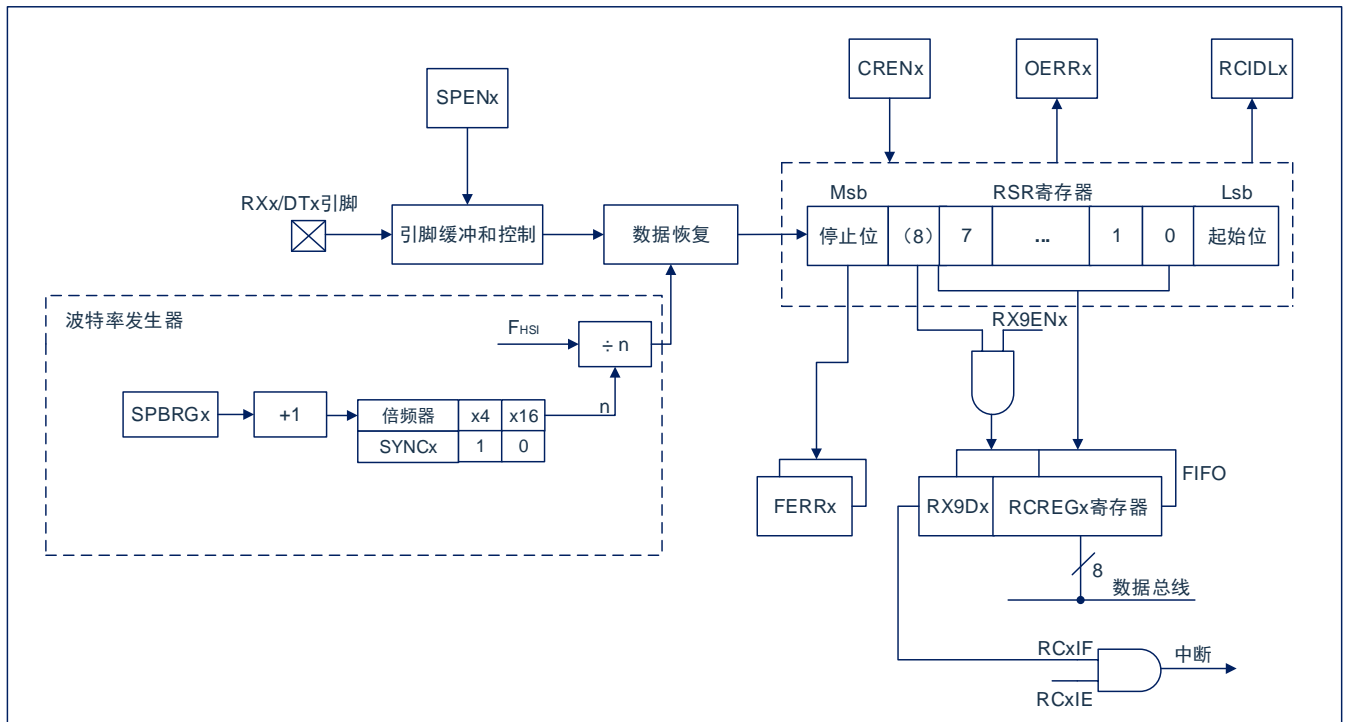 CRENx
OERRx
RCIDLx
SPENx
Msb
RSR寄存器
Lsb
RXx/DTx引脚
引脚缓冲和控制
数据恢复
停止位
（8）
7
...
1
0
起始位
波特率发生器
FHSI
÷ n
RX9ENx
SPBRGx
+1
倍频器
x4
x16
n
SYNCx
1
0
FIFO
FERRx
RX9Dx
RCREGx寄存器
8
数据总线
RCxIF
中断
RCxIE